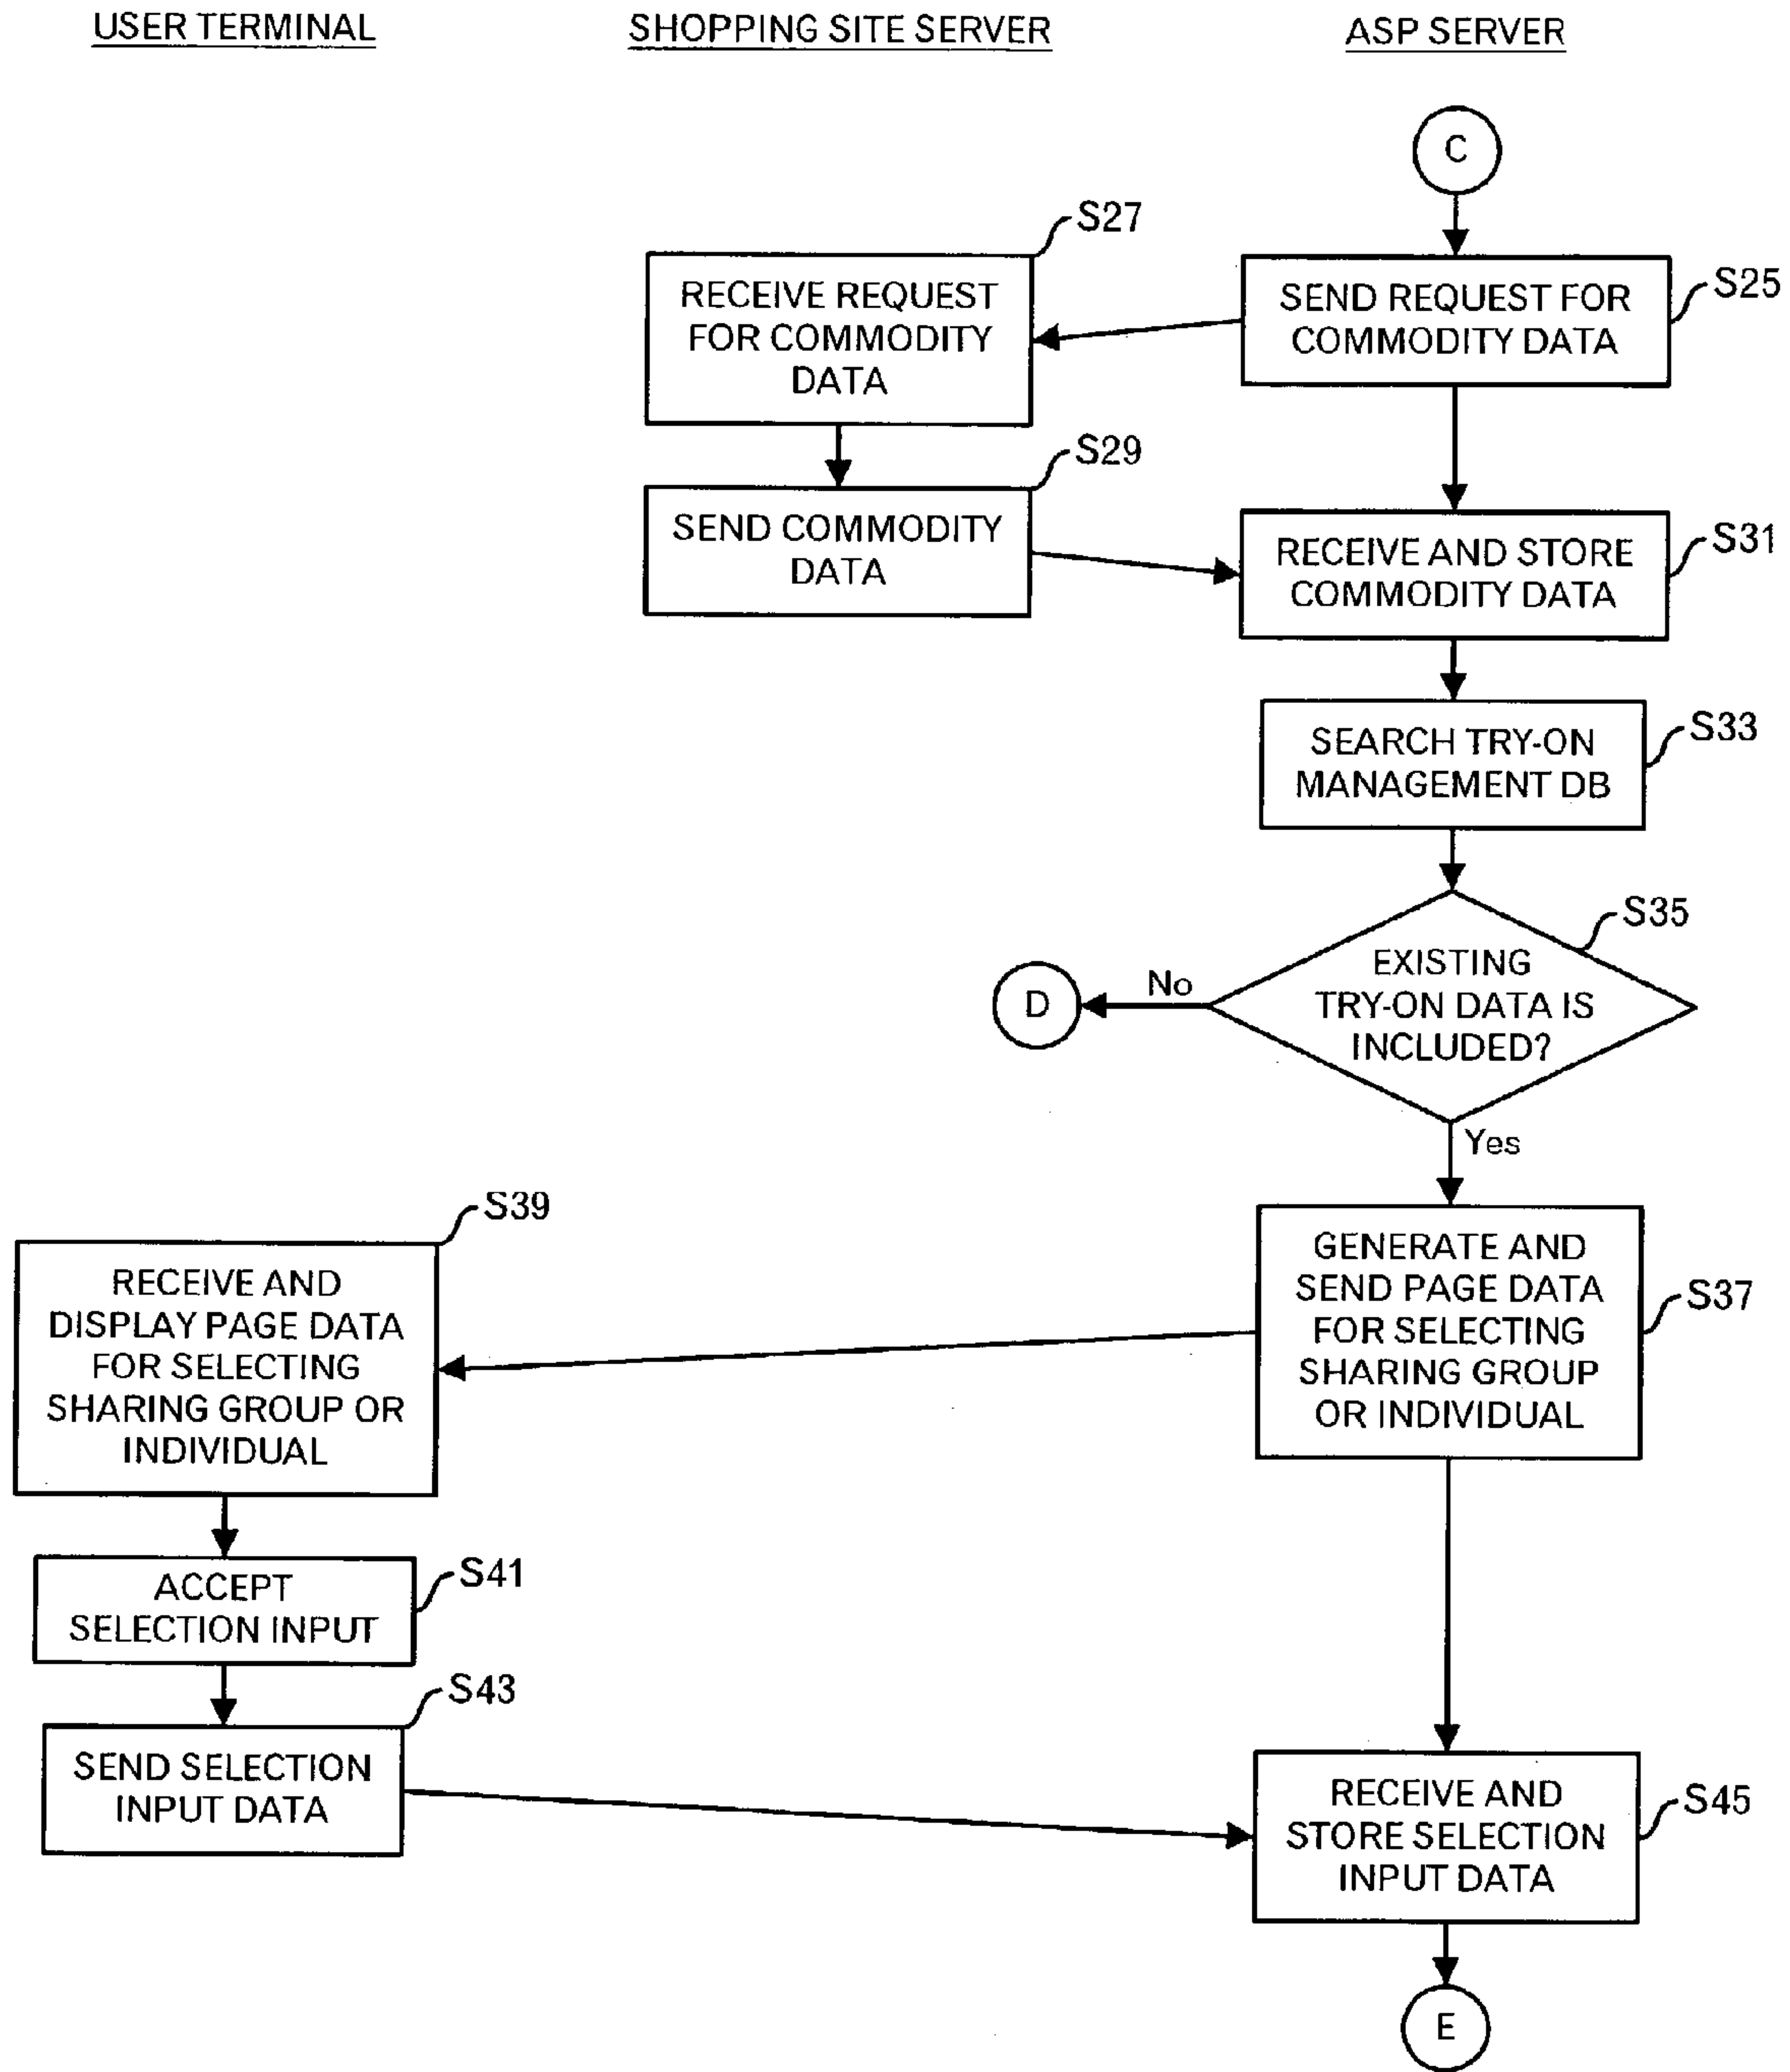 USER TERMINAL
SHOPPING SITE SERVER
ASP SERVER
C
S27
RECEIVE REQUEST
FOR COMMODITY
DATA
S25
SEND REQUEST FOR
COMMODITY DATA
S29
SEND COMMODITY
DATA
S31
RECEIVE AND STORE
COMMODITY DATA
S33
SEARCH TRY-ON
MANAGEMENT DB
S35
EXISTING
TRY-ON DATA IS
INCLUDED?
No
D
Yes
S39
RECEIVE AND
DISPLAY PAGE DATA
FOR SELECTING
SHARING GROUP OR
INDIVIDUAL
S37
GENERATE AND
SEND PAGE DATA
FOR SELECTING
SHARING GROUP
OR INDIVIDUAL
S41
ACCEPT
SELECTION INPUT
S43
SEND SELECTION
INPUT DATA
S45
RECEIVE AND
STORE SELECTION
INPUT DATA
E